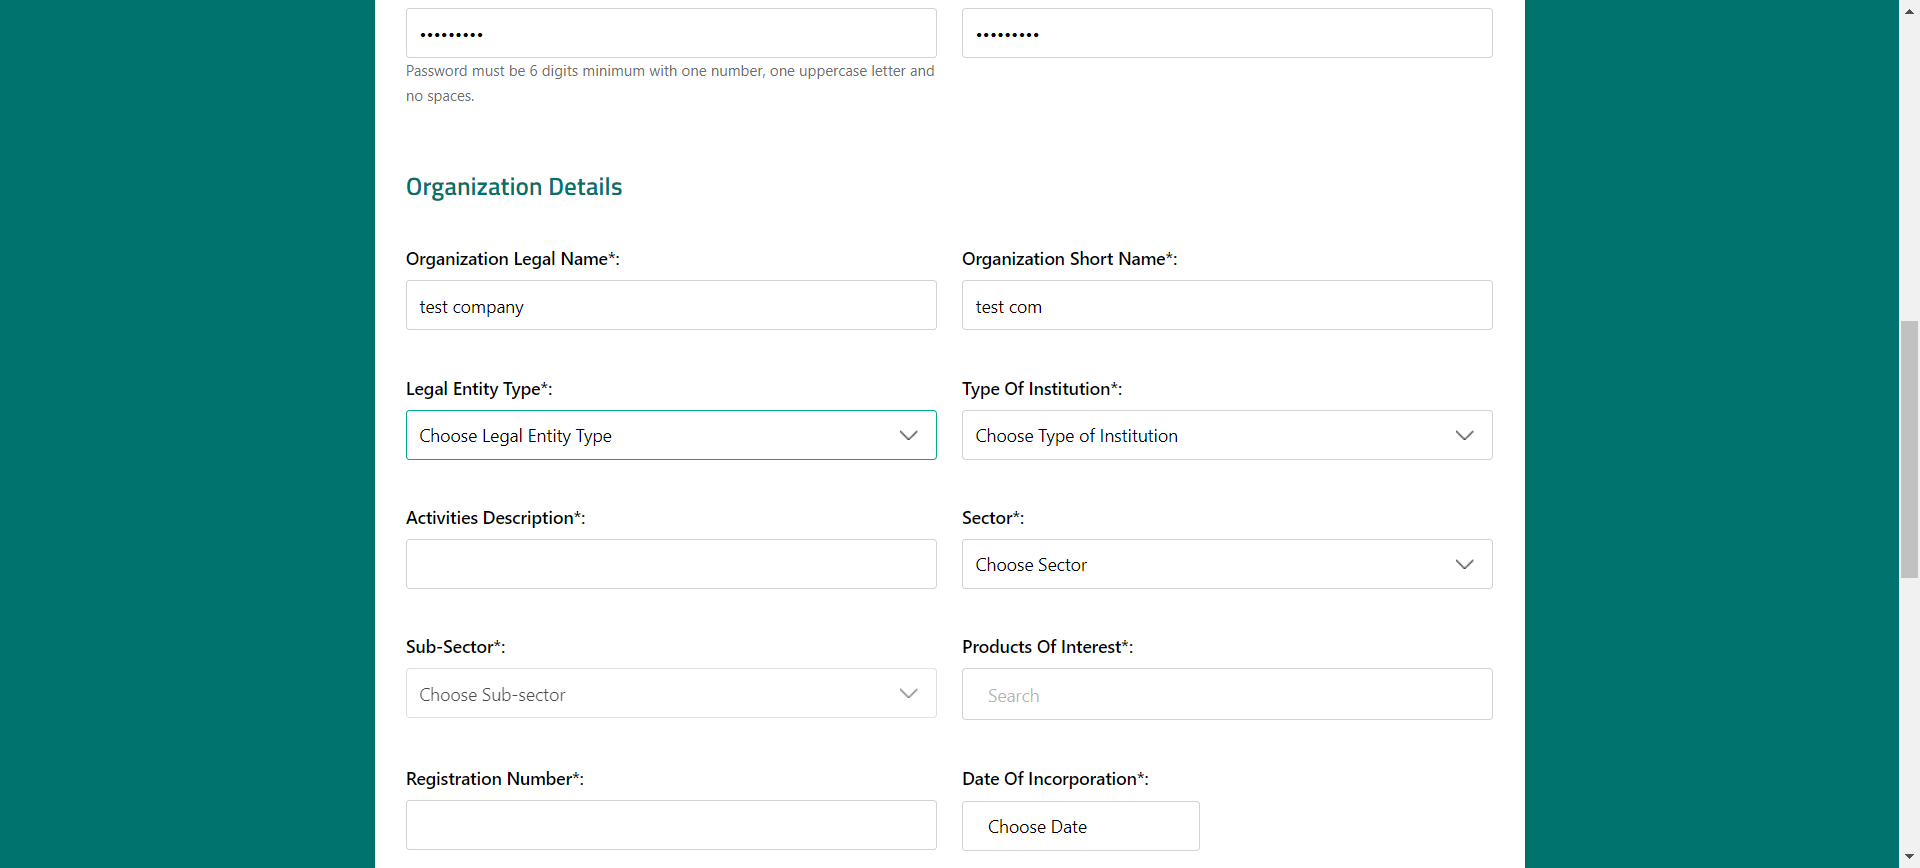 •••••••••
•••••••••
Password must be 6 digits minimum with one number, one uppercase letter and
no spaces.
Organization Details
Organization Legal Name*:
Organization Short Name*:
test company
test com
Legal Entity Type*:
Type Of Institution*:
Choose Legal Entity Type
Choose Type of Institution
Activities Description*:
Sector*:
Choose Sector
Sub-Sector*:
Products Of Interest*:
Choose Sub-sector
Search
Registration Number*:
Date Of Incorporation*:
Choose Date